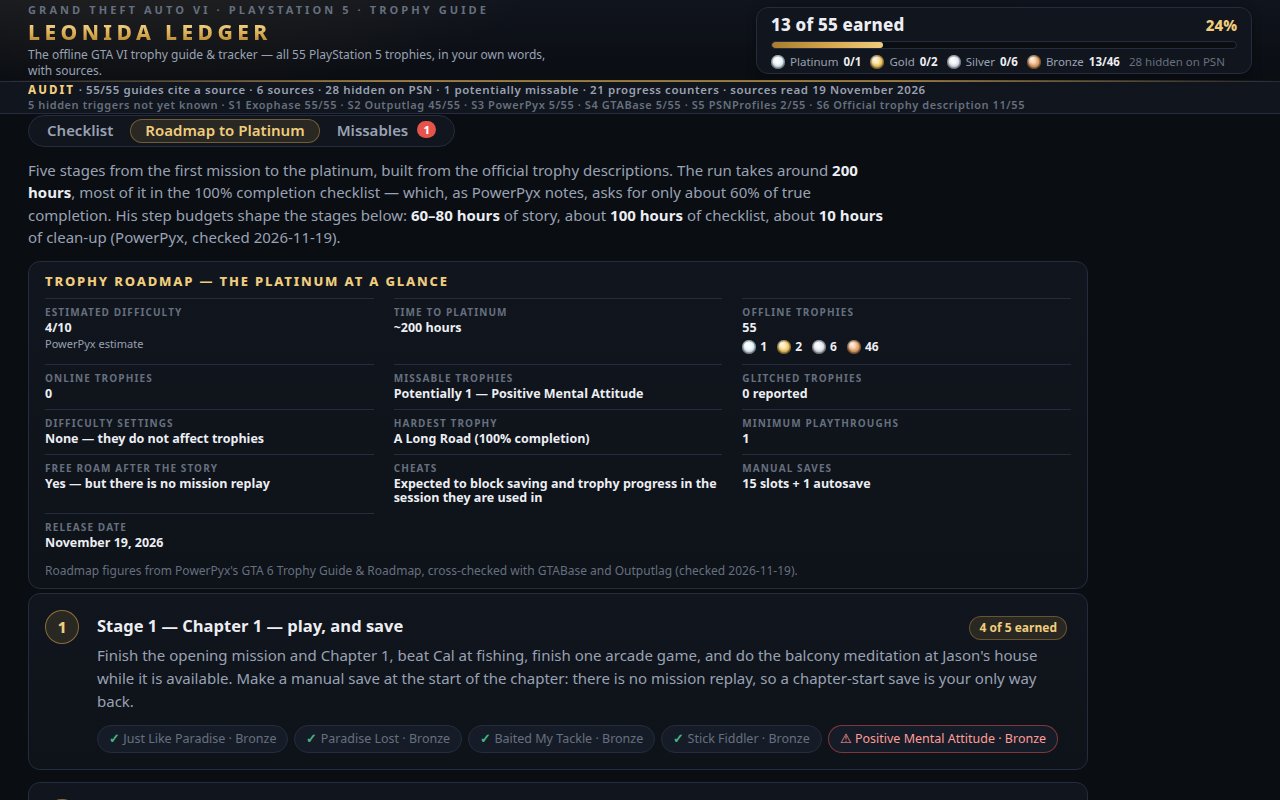 GRAND THEFT AUTO VI · PLAYSTATION 5 · TROPHY GUIDE
LEONIDA LEDGER
The offline GTA VI trophy guide & tracker — all 55 PlayStation 5 trophies, in your own words,
with sources.
13 of 55 earned
24%
Platinum 0/1 Gold 0/2 Silver 0/6 Bronze 13/46 28 hidden on PSN
AUDIT · 55/55 guides cite a source · 6 sources · 28 hidden on PSN · 1 potentially missable · 21 progress counters · sources read 19 November 2026
5 hidden triggers not yet known · S1 Exophase 55/55 · S2 Outputlag 45/55 · S3 PowerPyx 5/55 · S4 GTABase 5/55 · S5 PSNProfiles 2/55 · S6 Official trophy description 11/55
Checklist
Roadmap to Platinum
Missables 1
Five stages from the first mission to the platinum, built from the official trophy descriptions. The run takes around 200
hours, most of it in the 100% completion checklist — which, as PowerPyx notes, asks for only about 60% of true
completion. His step budgets shape the stages below: 60–80 hours of story, about 100 hours of checklist, about 10 hours
of clean-up (PowerPyx, checked 2026-11-19).
TROPHY ROADMAP — THE PLATINUM AT A GLANCE
ESTIMATED DIFFICULTY
4/10
PowerPyx estimate
TIME TO PLATINUM
~200 hours
OFFLINE TROPHIES
55
1 2 6 46
ONLINE TROPHIES
0
MISSABLE TROPHIES
Potentially 1 — Positive Mental Attitude
GLITCHED TROPHIES
0 reported
DIFFICULTY SETTINGS
None — they do not affect trophies
HARDEST TROPHY
A Long Road (100% completion)
MINIMUM PLAYTHROUGHS
1
FREE ROAM AFTER THE STORY
Yes — but there is no mission replay
CHEATS
Expected to block saving and trophy progress in the
session they are used in
MANUAL SAVES
15 slots + 1 autosave
RELEASE DATE
November 19, 2026
Roadmap figures from PowerPyx's GTA 6 Trophy Guide & Roadmap, cross-checked with GTABase and Outputlag (checked 2026-11-19).
1
Stage 1 — Chapter 1 — play, and save
4 of 5 earned
Finish the opening mission and Chapter 1, beat Cal at fishing, finish one arcade game, and do the balcony meditation at Jason's house
while it is available. Make a manual save at the start of the chapter: there is no mission replay, so a chapter-start save is your only way
back.
✓ Just Like Paradise · Bronze
✓ Paradise Lost · Bronze
✓ Baited My Tackle · Bronze
✓ Stick Fiddler · Bronze
⚠ Positive Mental Attitude · Bronze